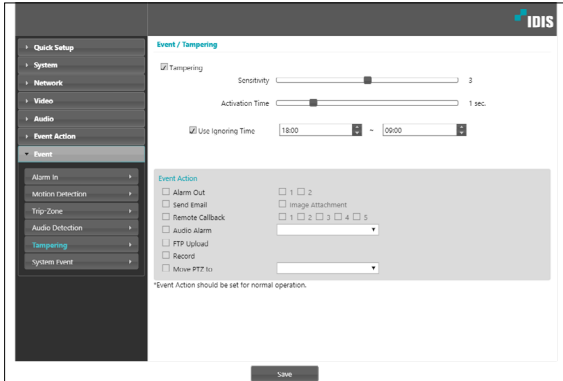 IDIS
Quick Setup
System
Network
Video
Audio
Event Action
Event
Alarm In
Motion Detection
Trip-Zone
Audio Detection
Tampering
System Event
Event / Tampering
Tampering
Sensitivity 3
Activation Time 1 sec.
Use Ignoring Time 18:00 ~ 09:00
Event Action
Alarm Out 1 2
Send Email Image Attachment
Remote Callback 1 2 3 4 5
Audio Alarm
FTP Upload
Record
Move PTZ to
*Event Action should be set for normal operation.
Save